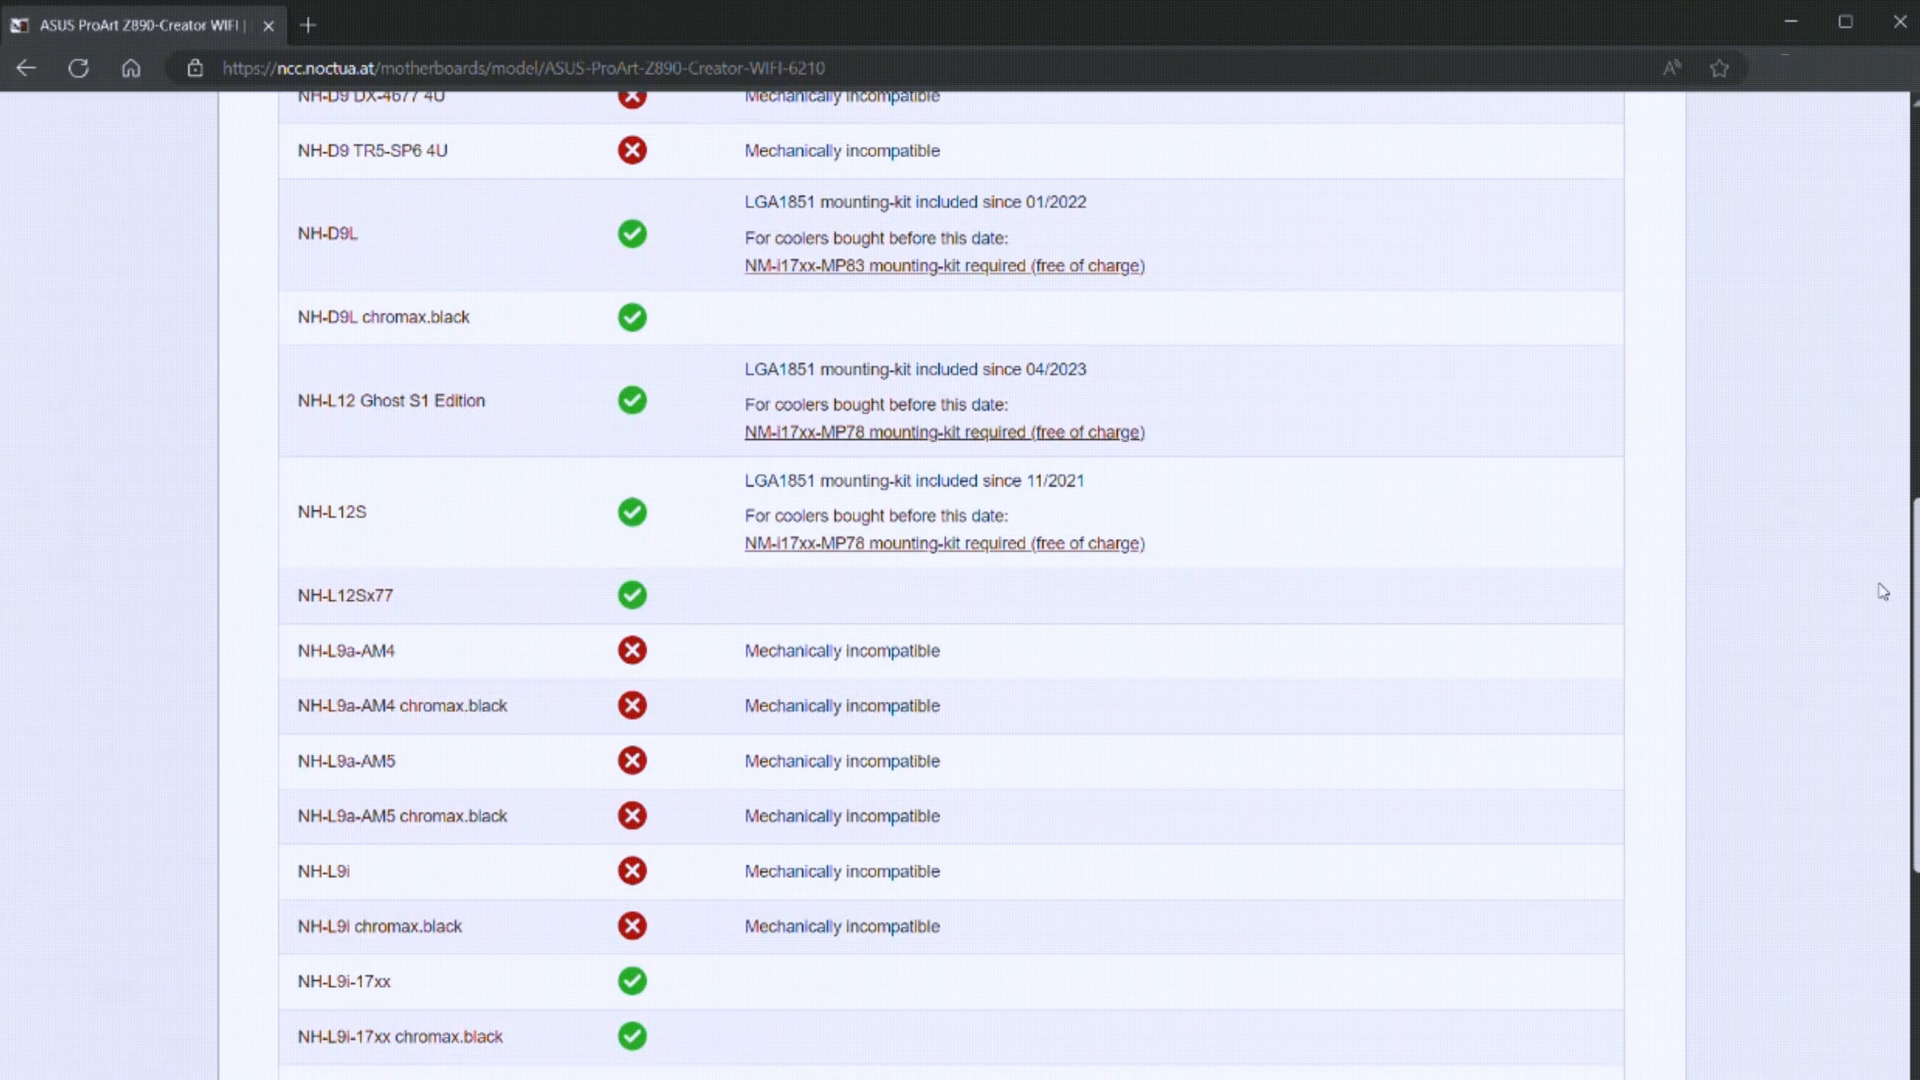 ASUS ProArt Z890-Creator WIFI |
https://ncc.noctua.at/motherboards/model/ASUS-ProArt-Z890-Creator-WIFI-6210
NH-D9 DX-4677 4U Mechanically incompatible
NH-D9 TR5-SP6 4U Mechanically incompatible
LGA1851 mounting-kit included since 01/2022
NH-D9L
For coolers bought before this date:
NM-i17xx-MP83 mounting-kit required (free of charge)
NH-D9L chromax.black
LGA1851 mounting-kit included since 04/2023
NH-L12 Ghost S1 Edition
For coolers bought before this date:
NM-i17xx-MP78 mounting-kit required (free of charge)
LGA1851 mounting-kit included since 11/2021
NH-L12S
For coolers bought before this date:
NM-i17xx-MP78 mounting-kit required (free of charge)
NH-L12Sx77
NH-L9a-AM4 Mechanically incompatible
NH-L9a-AM4 chromax.black Mechanically incompatible
NH-L9a-AM5 Mechanically incompatible
NH-L9a-AM5 chromax.black Mechanically incompatible
NH-L9i Mechanically incompatible
NH-L9i chromax.black Mechanically incompatible
NH-L9i-17xx
NH-L9i-17xx chromax.black